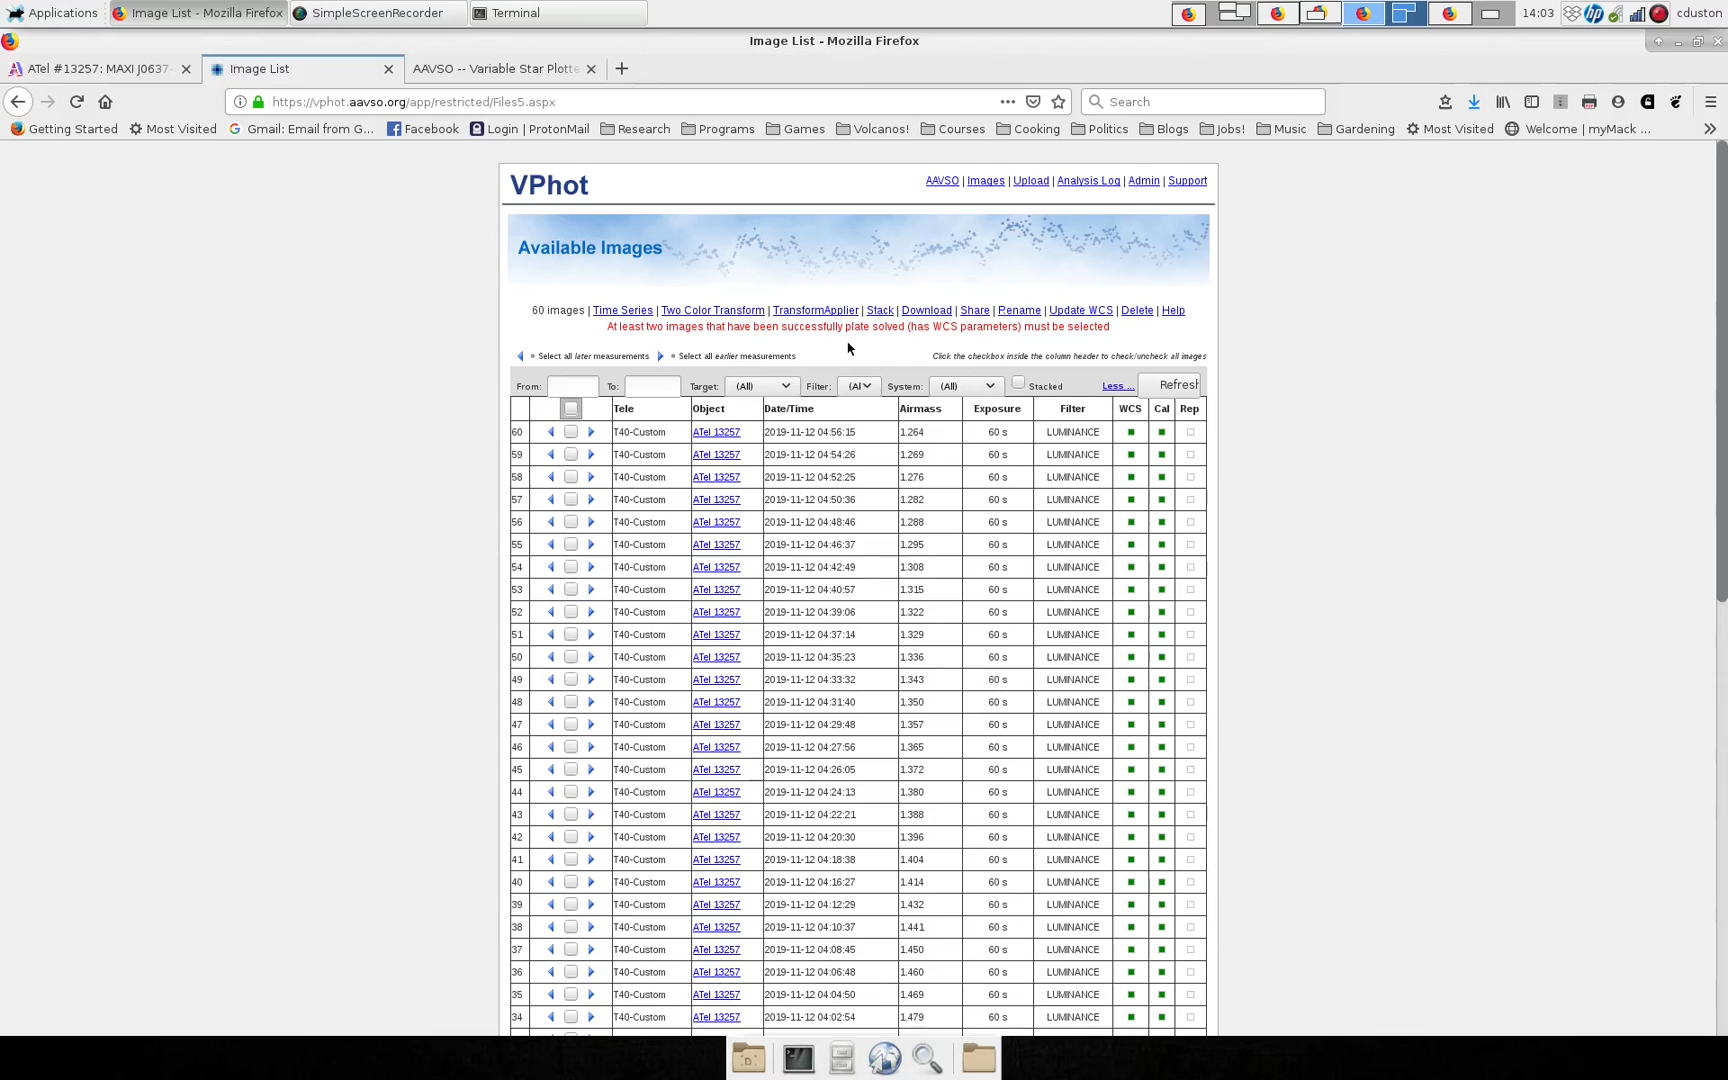 Applications Image List - Mozilla Firefox SimpleScreenRecorder Terminal 14:03 cduston
Image List - Mozilla Firefox
ATel #13257: MAXI J0637- Image List AAVSO -- Variable Star Plotte
https://vphot.aavso.org/app/restricted/Files5.aspx Search
Getting Started Most Visited Gmail: Email from G... Facebook Login | ProtonMail Research Programs Games Volcanos! Courses Cooking Politics Blogs Jobs! Music Gardening Most Visited Welcome | myMack ...
VPhot AAVSO | Images | Upload | Analysis Log | Admin | Support
Available Images
60 images | Time Series | Two Color Transform | TransformApplier | Stack | Download | Share | Rename | Update WCS | Delete | Help
At least two images that have been successfully plate solved (has WCS parameters) must be selected
= Select all later measurements = Select all earlier measurements Click the checkbox inside the column header to check/uncheck all images
From: To: Target: (All) Filter: (Al System: (All) Stacked Less ... Refresh
Tele Object Date/Time Airmass Exposure Filter WCS Cal Rep
60 T40-Custom ATel 13257 2019-11-12 04:56:15 1.264 60 s LUMINANCE
59 T40-Custom ATel 13257 2019-11-12 04:54:26 1.269 60 s LUMINANCE
58 T40-Custom ATel 13257 2019-11-12 04:52:25 1.276 60 s LUMINANCE
57 T40-Custom ATel 13257 2019-11-12 04:50:36 1.282 60 s LUMINANCE
56 T40-Custom ATel 13257 2019-11-12 04:48:46 1.288 60 s LUMINANCE
55 T40-Custom ATel 13257 2019-11-12 04:46:37 1.295 60 s LUMINANCE
54 T40-Custom ATel 13257 2019-11-12 04:42:49 1.308 60 s LUMINANCE
53 T40-Custom ATel 13257 2019-11-12 04:40:57 1.315 60 s LUMINANCE
52 T40-Custom ATel 13257 2019-11-12 04:39:06 1.322 60 s LUMINANCE
51 T40-Custom ATel 13257 2019-11-12 04:37:14 1.329 60 s LUMINANCE
50 T40-Custom ATel 13257 2019-11-12 04:35:23 1.336 60 s LUMINANCE
49 T40-Custom ATel 13257 2019-11-12 04:33:32 1.343 60 s LUMINANCE
48 T40-Custom ATel 13257 2019-11-12 04:31:40 1.350 60 s LUMINANCE
47 T40-Custom ATel 13257 2019-11-12 04:29:48 1.357 60 s LUMINANCE
46 T40-Custom ATel 13257 2019-11-12 04:27:56 1.365 60 s LUMINANCE
45 T40-Custom ATel 13257 2019-11-12 04:26:05 1.372 60 s LUMINANCE
44 T40-Custom ATel 13257 2019-11-12 04:24:13 1.380 60 s LUMINANCE
43 T40-Custom ATel 13257 2019-11-12 04:22:21 1.388 60 s LUMINANCE
42 T40-Custom ATel 13257 2019-11-12 04:20:30 1.396 60 s LUMINANCE
41 T40-Custom ATel 13257 2019-11-12 04:18:38 1.404 60 s LUMINANCE
40 T40-Custom ATel 13257 2019-11-12 04:16:27 1.414 60 s LUMINANCE
39 T40-Custom ATel 13257 2019-11-12 04:12:29 1.432 60 s LUMINANCE
38 T40-Custom ATel 13257 2019-11-12 04:10:37 1.441 60 s LUMINANCE
37 T40-Custom ATel 13257 2019-11-12 04:08:45 1.450 60 s LUMINANCE
36 T40-Custom ATel 13257 2019-11-12 04:06:48 1.460 60 s LUMINANCE
35 T40-Custom ATel 13257 2019-11-12 04:04:50 1.469 60 s LUMINANCE
34 T40-Custom ATel 13257 2019-11-12 04:02:54 1.479 60 s LUMINANCE